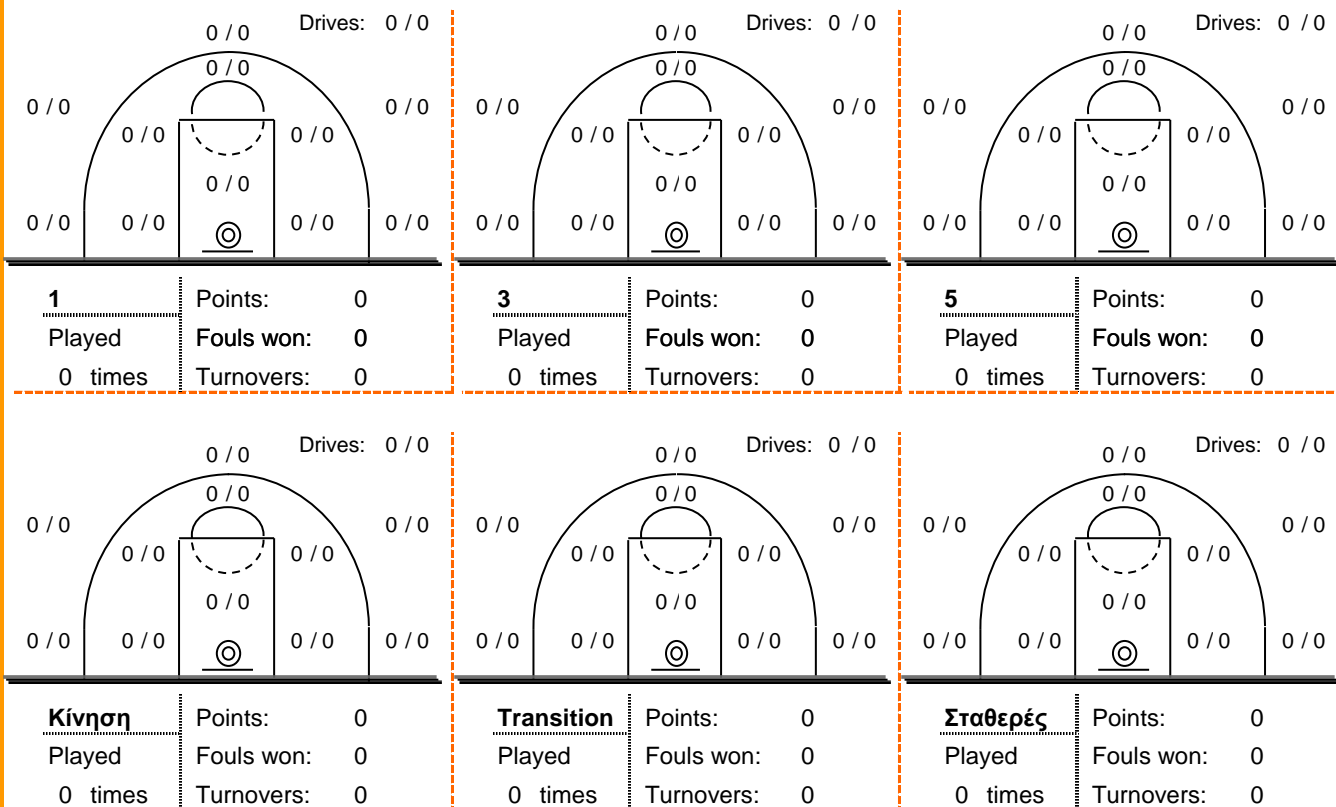 Drives: 0 / 0
0 / 0
0 / 0
0 / 0 0 / 0
0 / 0 0 / 0
0 / 0
0 / 0 0 / 0 0 / 0 0 / 0
1 Points: 0
Played Fouls won: 0
0 times Turnovers: 0
Drives: 0 / 0
0 / 0
0 / 0
0 / 0 0 / 0
0 / 0 0 / 0
0 / 0
0 / 0 0 / 0 0 / 0 0 / 0
3 Points: 0
Played Fouls won: 0
0 times Turnovers: 0
Drives: 0 / 0
0 / 0
0 / 0
0 / 0 0 / 0
0 / 0 0 / 0
0 / 0
0 / 0 0 / 0 0 / 0 0 / 0
5 Points: 0
Played Fouls won: 0
0 times Turnovers: 0
Drives: 0 / 0
0 / 0
0 / 0
0 / 0 0 / 0
0 / 0 0 / 0
0 / 0
0 / 0 0 / 0 0 / 0 0 / 0
Κίνηση Points: 0
Played Fouls won: 0
0 times Turnovers: 0
Drives: 0 / 0
0 / 0
0 / 0
0 / 0 0 / 0
0 / 0 0 / 0
0 / 0
0 / 0 0 / 0 0 / 0 0 / 0
Transition Points: 0
Played Fouls won: 0
0 times Turnovers: 0
Drives: 0 / 0
0 / 0
0 / 0
0 / 0 0 / 0
0 / 0 0 / 0
0 / 0
0 / 0 0 / 0 0 / 0 0 / 0
Σταθερές Points: 0
Played Fouls won: 0
0 times Turnovers: 0